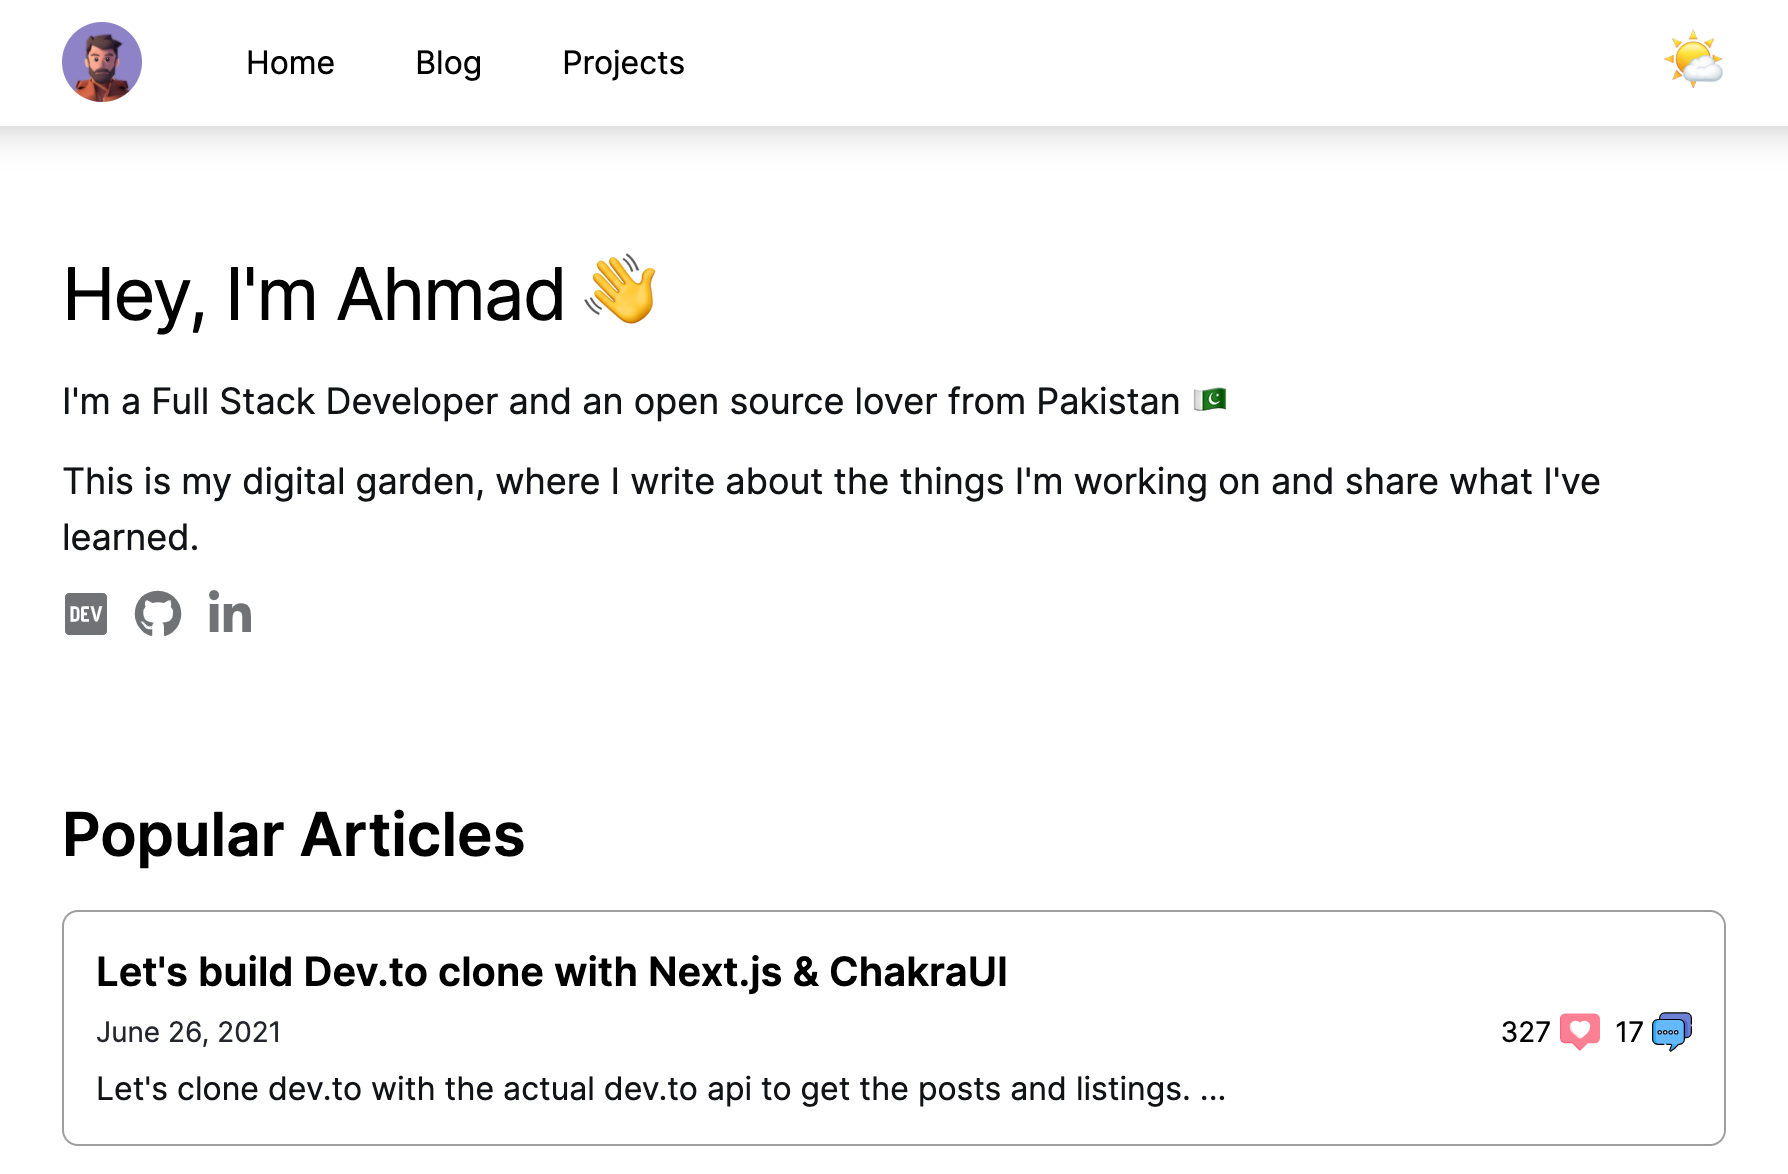 Home Blog Projects
Hey, I'm Ahmad 👋
I'm a Full Stack Developer and an open source lover from Pakistan 🇵🇰
This is my digital garden, where I write about the things I'm working on and share what I've
learned.
DEV in
Popular Articles
Let's build Dev.to clone with Next.js & ChakraUI
June 26, 2021 327 17
Let's clone dev.to with the actual dev.to api to get the posts and listings. ...